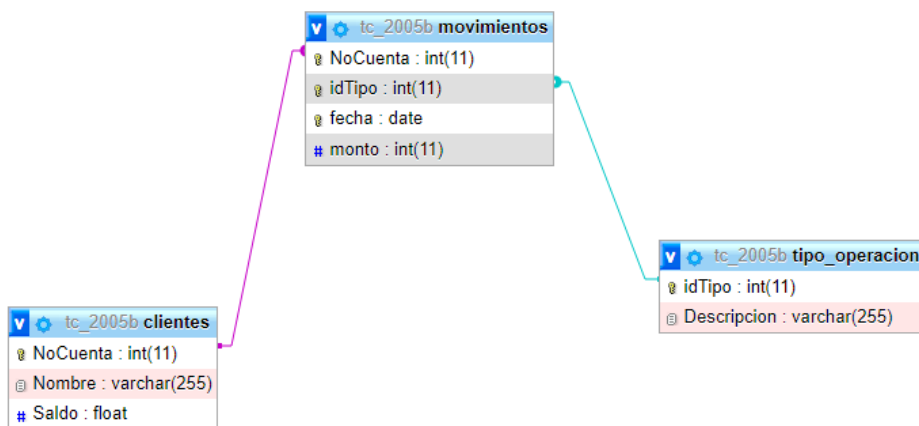 v tc_2005b movimientos
NoCuenta : int(11)
idTipo : int(11)
fecha : date
# monto : int(11)
v tc_2005b tipo_operacion
idTipo : int(11)
Descripcion : varchar(255)
v tc_2005b clientes
NoCuenta : int(11)
Nombre : varchar(255)
# Saldo : float